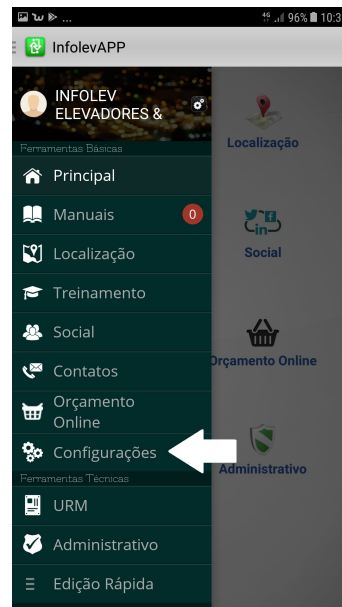 ... 4G 96% 10:3
InfolevAPP
INFOLEV
ELEVADORES &
Ferramentas Básicas
Principal
Manuais 0
Localização
Treinamento
Social
Contatos
Orçamento
Online
Configurações
Ferramentas Técnicas
URM
Administrativo
Edição Rápida
Localização
Social
Orçamento Online
Administrativo